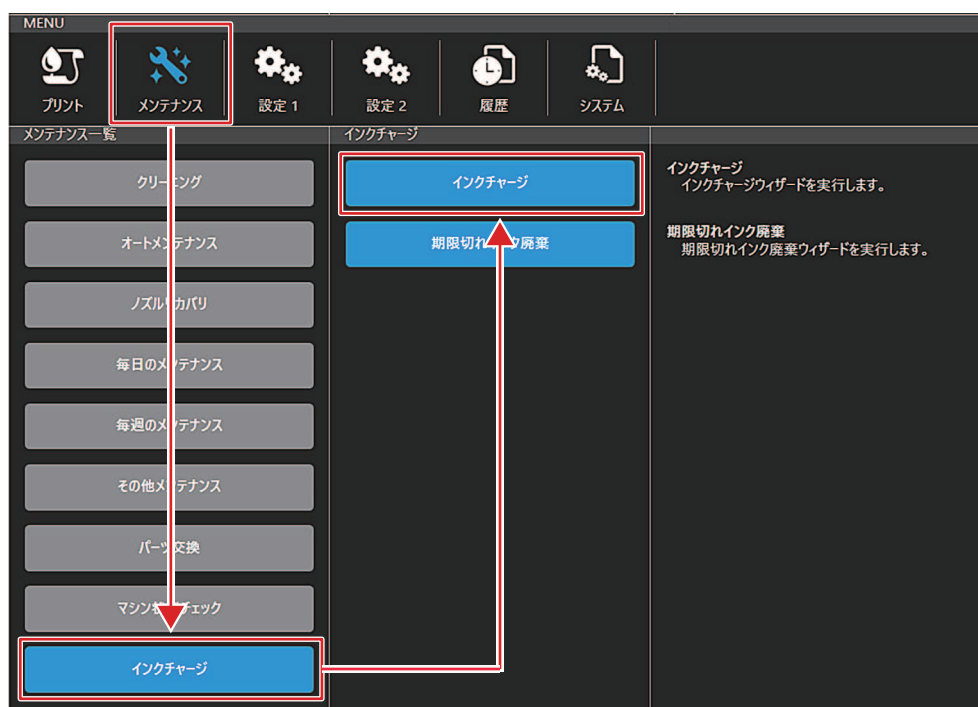 MENU
プリント
メンテナンス
設定 1
設定 2
履歴
システム
メンテナンス一覧
クリーニング
オートメンテナンス
ノズルリカバリ
毎日のメンテナンス
毎週のメンテナンス
その他メンテナンス
パーツ交換
マシン状態チェック
インクチャージ
インクチャージ
インクチャージ
期限切れインク廃棄
インクチャージ
インクチャージウィザードを実行します。
期限切れインク廃棄
期限切れインク廃棄ウィザードを実行します。